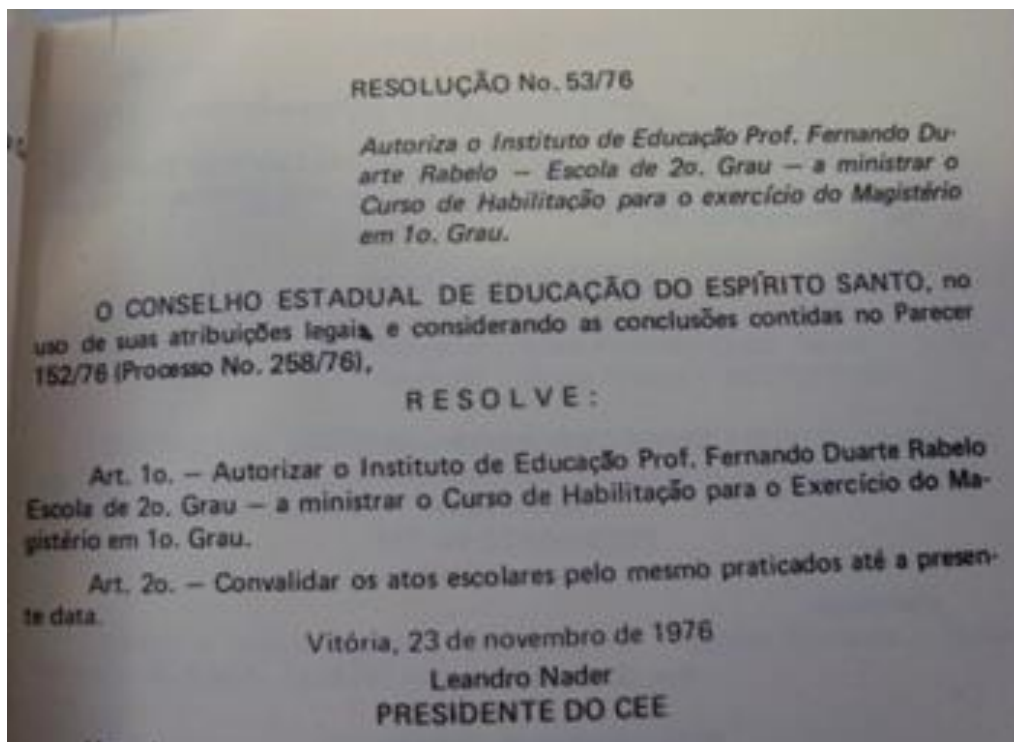 RESOLUÇÃO No. 53/76
Autoriza o Instituto de Educação Prof. Fernando Du-
arte Rabelo — Escola de 2o. Grau — a ministrar o
Curso de Habilitação para o exercício do Magistério
em 1o. Grau.
O CONSELHO ESTADUAL DE EDUCAÇÃO DO ESPÍRITO SANTO, no
uso de suas atribuições legais, e considerando as conclusões contidas no Parecer
152/76 (Processo No. 258/76),
R E S O L V E :
Art. 1o. — Autorizar o Instituto de Educação Prof. Fernando Duarte Rabelo
Escola de 2o. Grau — a ministrar o Curso de Habilitação para o Exercício do Ma-
gistério em 1o. Grau.
Art. 2o. — Convalidar os atos escolares pelo mesmo praticados até a presen-
te data.
Vitória, 23 de novembro de 1976
Leandro Nader
PRESIDENTE DO CEE